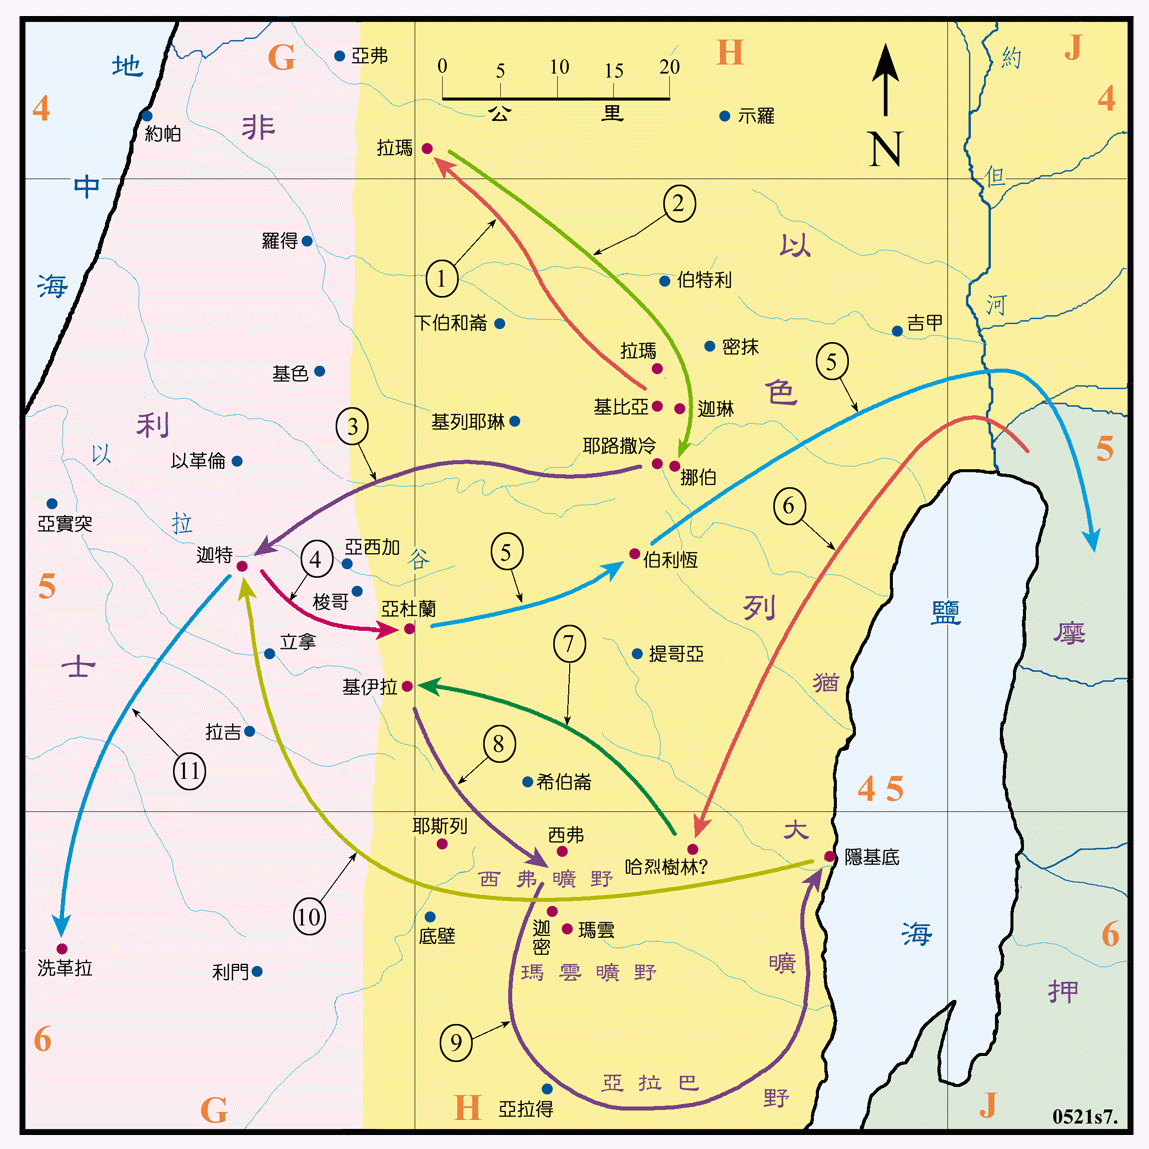 G
H
J
0 5 10 15 20
公 里
N
4
4
地
中
海
約
但
河
亞弗
約帕
非
拉瑪
示羅
②
羅得
①
以
伯特利
下伯和崙
吉甲
拉瑪
密抹
⑤
基色
色
基比亞
迦琳
利
③
基列耶琳
耶路撒冷
挪伯
5
以
以革倫
拉
谷
亞實突
⑥
迦特
④
亞西加
⑤
伯利恆
5
梭哥
亞杜蘭
列
鹽
士
立拿
⑦
提哥亞
摩
基伊拉
猶
拉吉
⑧
⑪
希伯崙
4 5
耶斯列
西弗
大
哈烈樹林?
隱基底
西 弗 曠 野
⑩
底壁
迦密
瑪雲
海
6
洗革拉
利門
瑪 雲 曠 野
曠
押
6
⑨
亞 拉 巴
野
亞拉得
G
H
J
0521s7.